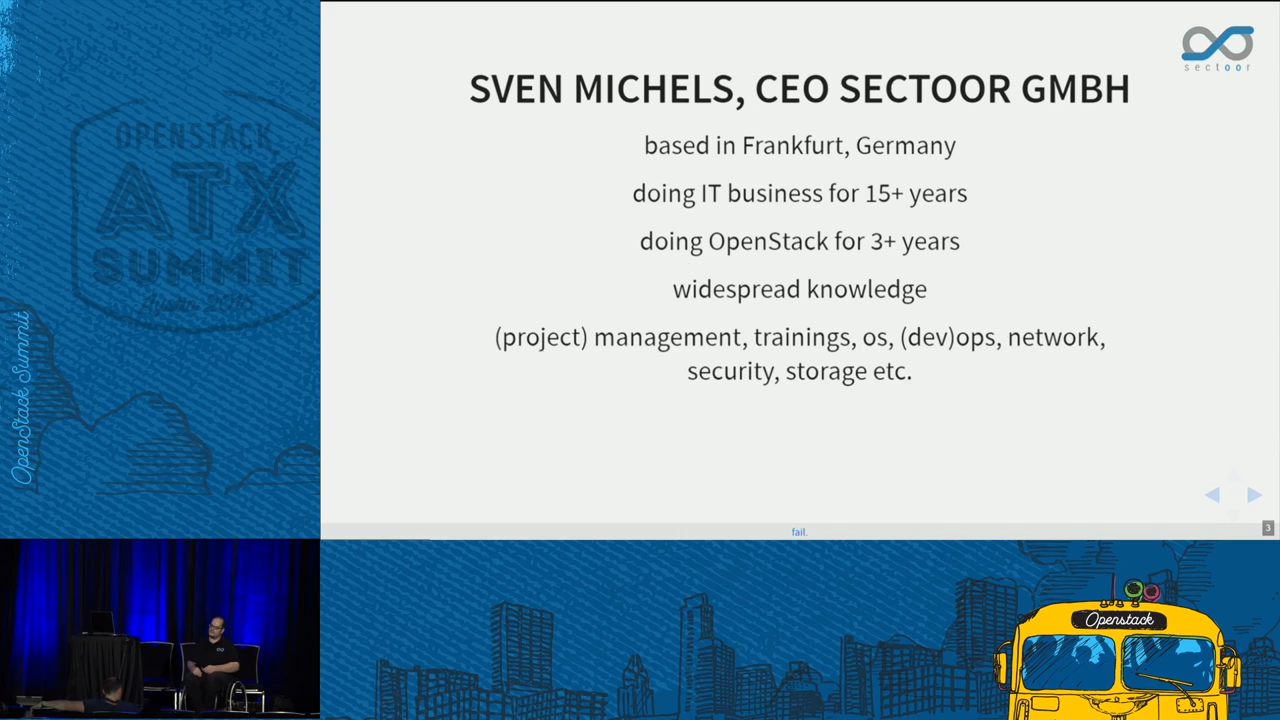 OPENSTACK
ATX
SUMMIT
Austin 2016
OpenStack Summit
sectoor
SVEN MICHELS, CEO SECTOOR GMBH
based in Frankfurt, Germany
doing IT business for 15+ years
doing OpenStack for 3+ years
widespread knowledge
(project) management, trainings, os, (dev)ops, network,
security, storage etc.
fail.
3
Openstack